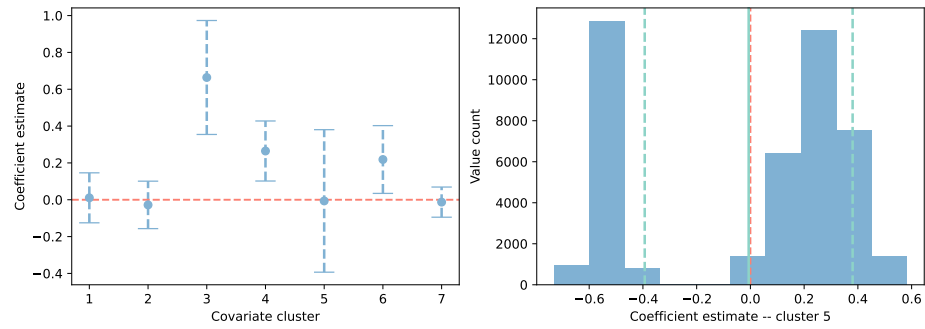 Coefficient estimate
1.0
0.8
0.6
0.4
0.2
0.0
−0.2
−0.4
1 2 3 4 5 6 7
Covariate cluster
Value count
12000
10000
8000
6000
4000
2000
0
−0.6 −0.4 −0.2 0.0 0.2 0.4 0.6
Coefficient estimate -- cluster 5